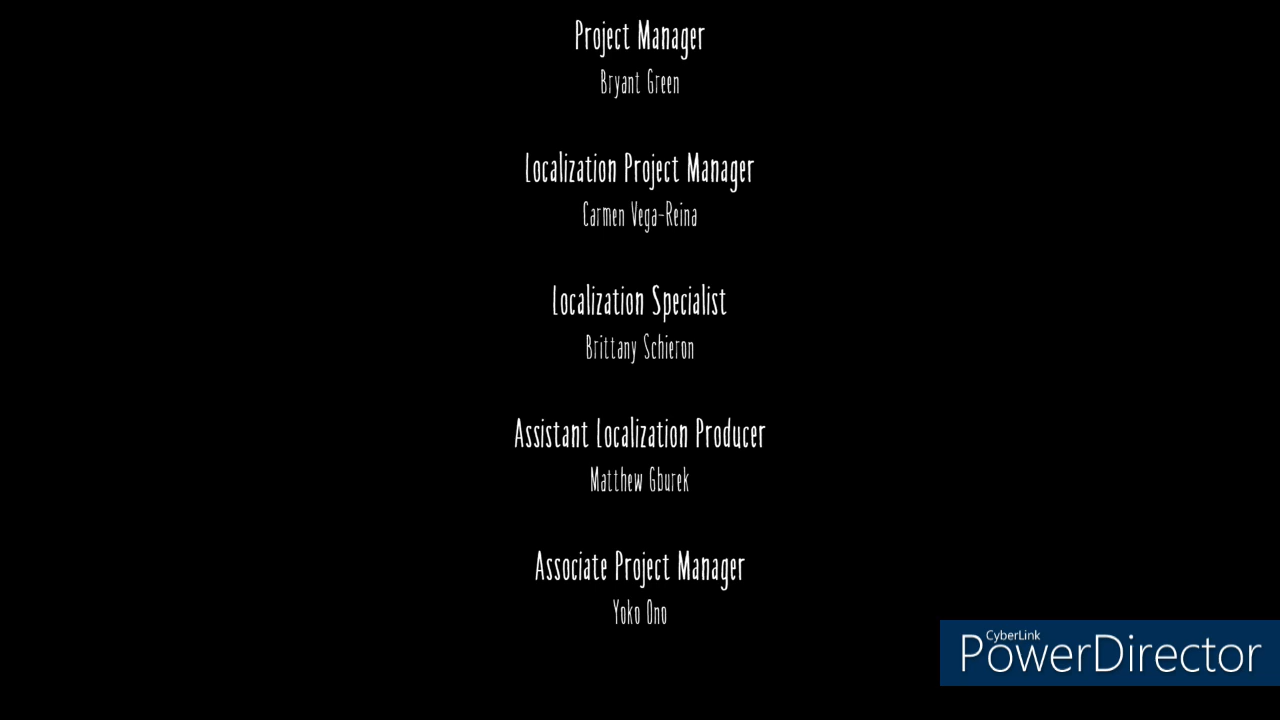 Project Manager
Bryant Green
Localization Project Manager
Carmen Vega-Reina
Localization Specialist
Brittany Schieron
Assistant Localization Producer
Matthew Gburek
Associate Project Manager
Yoko Ono
CyberLink
PowerDirector